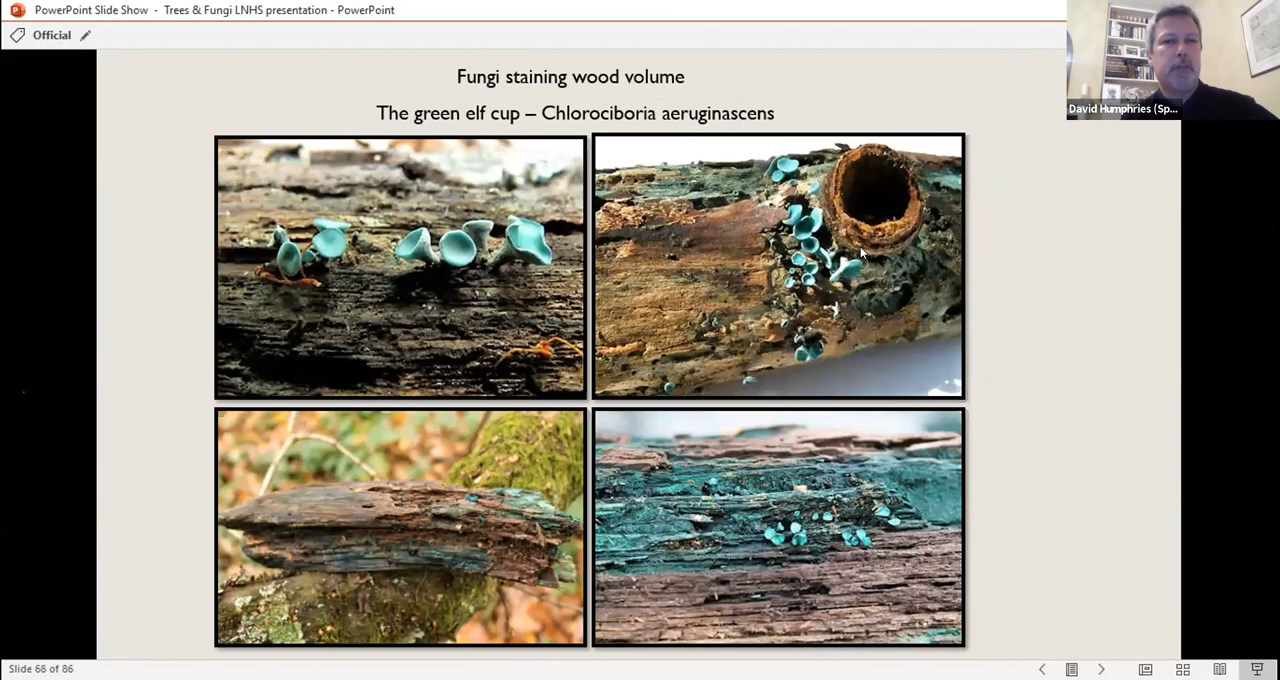 PowerPoint Slide Show - Trees & Fungi LNHS presentation - PowerPoint
Official
David Humphries (Sp...
Fungi staining wood volume
The green elf cup – Chlorociboria aeruginascens
Slide 68 of 86